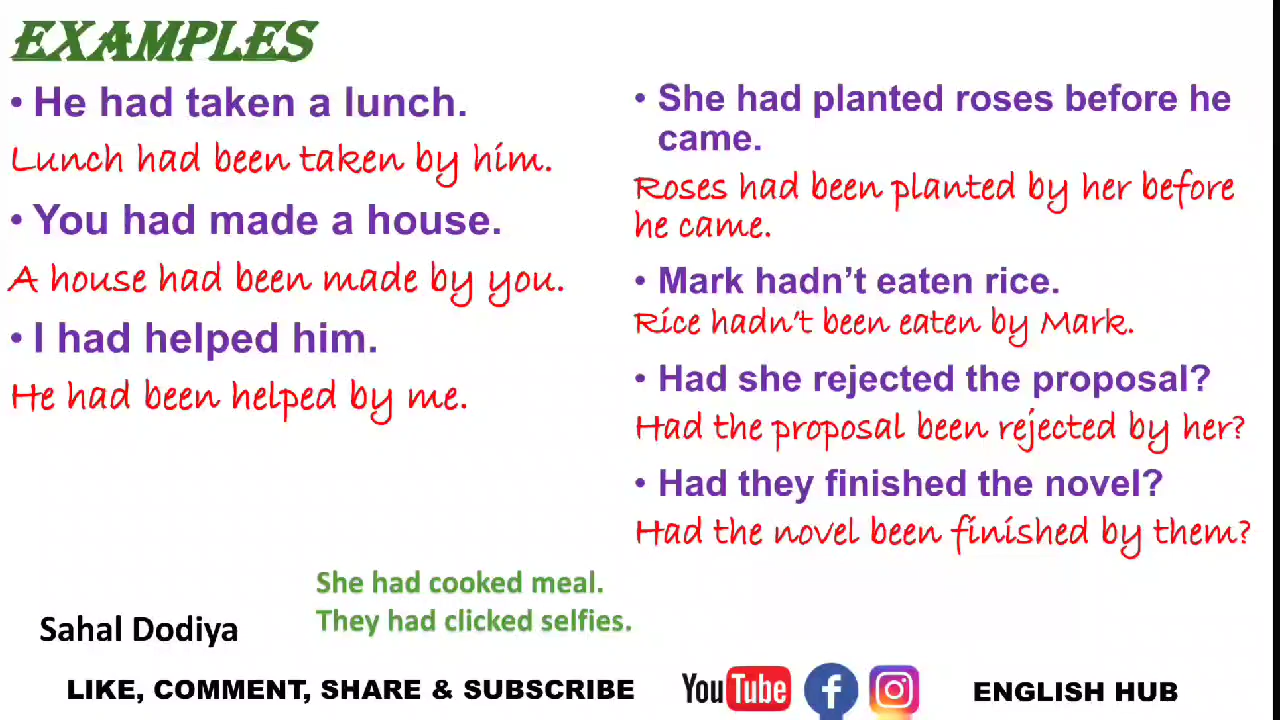 EXAMPLES
• He had taken a lunch.
Lunch had been taken by him.
• You had made a house.
A house had been made by you.
• I had helped him.
He had been helped by me.
• She had planted roses before he
came.
Roses had been planted by her before
he came.
• Mark hadn't eaten rice.
Rice hadn't been eaten by Mark.
• Had she rejected the proposal?
Had the proposal been rejected by her?
• Had they finished the novel?
Had the novel been finished by them?
She had cooked meal.
They had clicked selfies.
Sahal Dodiya
LIKE, COMMENT, SHARE & SUBSCRIBE
YouTube
ENGLISH HUB